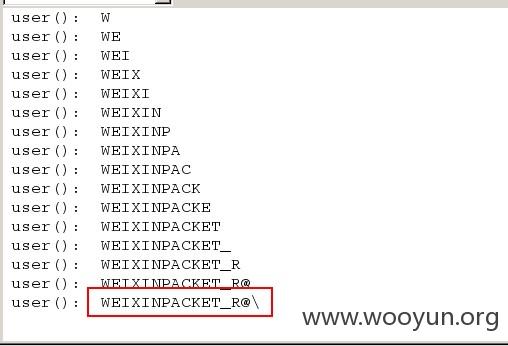 user():  W
user():  WE
user():  WEI
user():  WEIX
user():  WEIXI
user():  WEIXIN
user():  WEIXINP
user():  WEIXINPA
user():  WEIXINPAC
user():  WEIXINPACK
user():  WEIXINPACKE
user():  WEIXINPACKET
user():  WEIXINPACKET_
user():  WEIXINPACKET_R
user():  WEIXINPACKET_R@
user():  WEIXINPACKET_R@\
www.wooyun.org